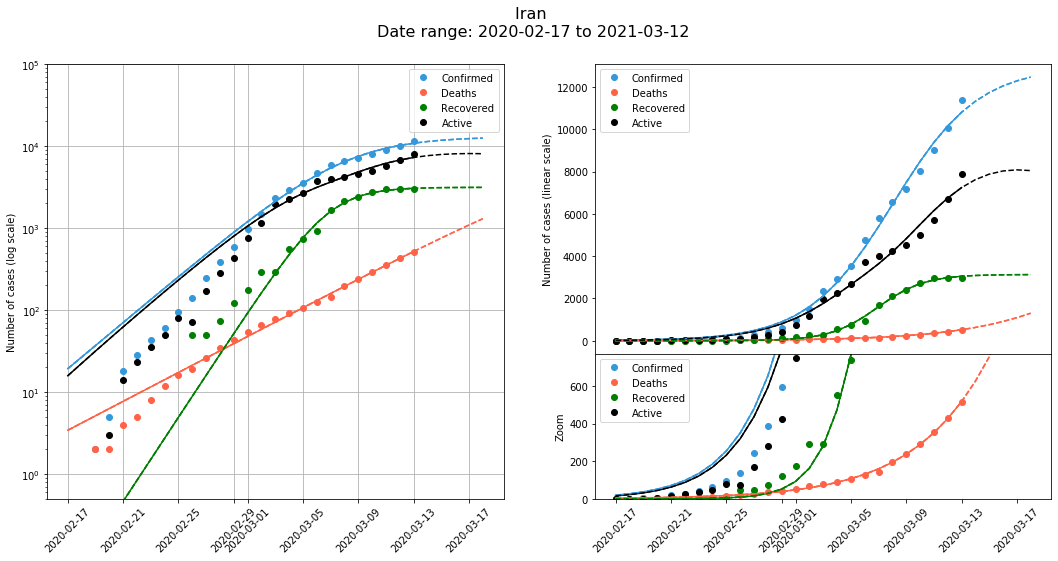 Iran
Date range: 2020-02-17 to 2021-03-12
Number of cases (log scale)
10^5
10^4
10^3
10^2
10^1
10^0
Confirmed
Deaths
Recovered
Active
2020-02-17
2020-02-21
2020-02-25
2020-02-29
2020-03-01
2020-03-05
2020-03-09
2020-03-13
2020-03-17
Number of cases (linear scale)
12000
10000
8000
6000
4000
2000
0
Confirmed
Deaths
Recovered
Active
Zoom
600
400
200
0
Confirmed
Deaths
Recovered
Active
2020-02-17
2020-02-21
2020-02-25
2020-02-29
2020-03-01
2020-03-05
2020-03-09
2020-03-13
2020-03-17